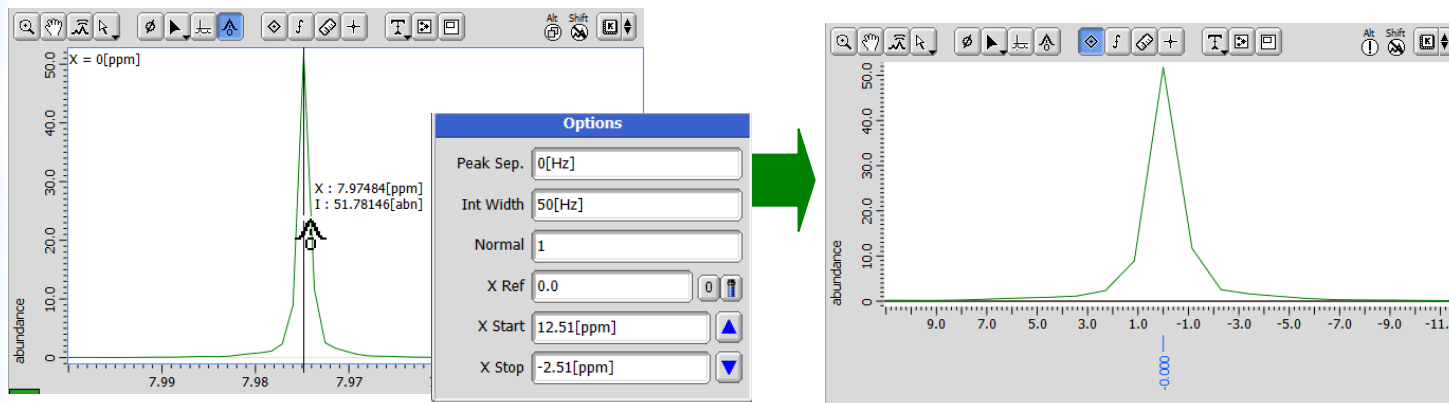 Alt Shift
K
X = 0[ppm]
50.0
40.0
30.0
20.0
10.0
0
abundance
X : 7.97484[ppm]
I : 51.78146[abn]
7.99 7.98 7.97
Options
Peak Sep. 0[Hz]
Int Width 50[Hz]
Normal 1
X Ref 0.0 0
X Start 12.51[ppm]
X Stop -2.51[ppm]
Alt Shift
K
50.0
40.0
30.0
20.0
10.0
0
abundance
9.0 7.0 5.0 3.0 1.0 -1.0 -3.0 -5.0 -7.0 -9.0 -11.
-0.000